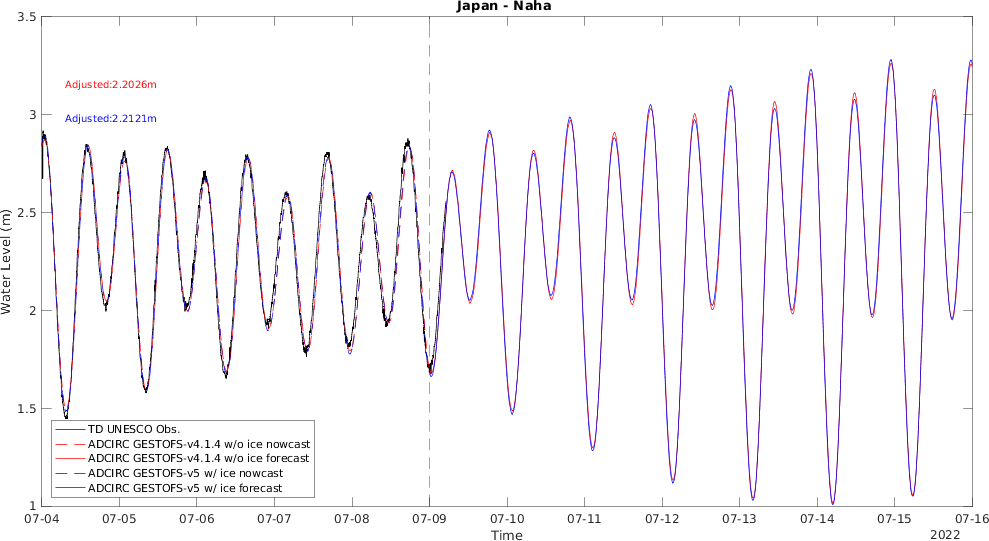 Japan - Naha
3.5
Adjusted:2.2026m
3
Adjusted:2.2121m
2.5
Water Level (m)
2
1.5
TD UNESCO Obs.
ADCIRC GESTOFS-v4.1.4 w/o ice nowcast
ADCIRC GESTOFS-v4.1.4 w/o ice forecast
ADCIRC GESTOFS-v5 w/ ice nowcast
ADCIRC GESTOFS-v5 w/ ice forecast
1
07-04 07-05 07-06 07-07 07-08 07-09 07-10 07-11 07-12 07-13 07-14 07-15 07-16
Time
2022